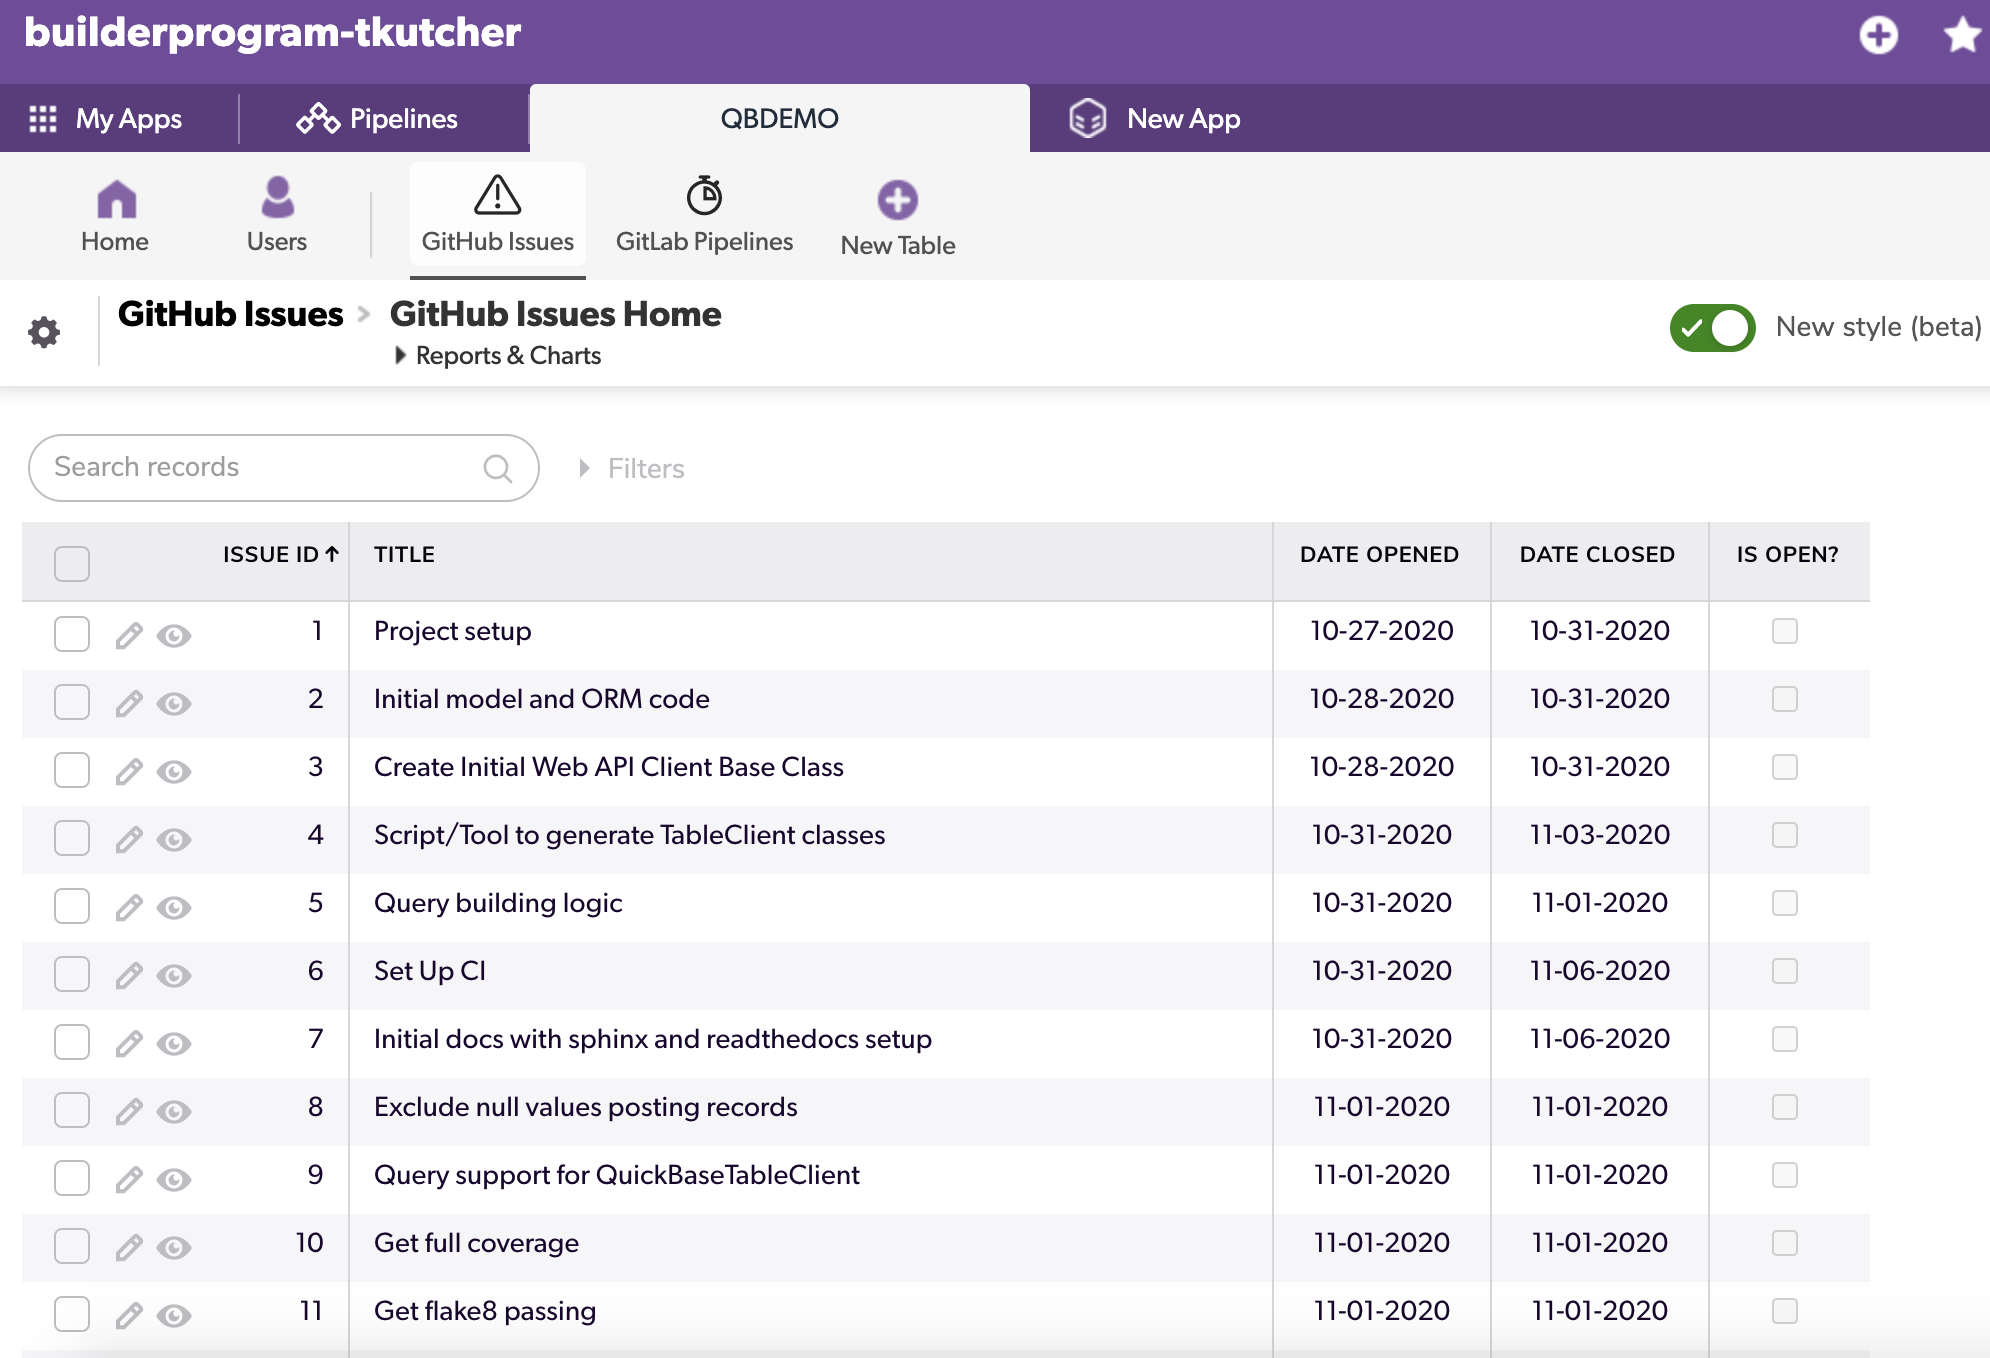 builderprogram-tkutcher
My Apps Pipelines QBDEMO New App
Home Users GitHub Issues GitLab Pipelines New Table
GitHub Issues > GitHub Issues Home
Reports & Charts
New style (beta)
Search records Filters
ISSUE ID TITLE DATE OPENED DATE CLOSED IS OPEN?
1 Project setup 10-27-2020 10-31-2020
2 Initial model and ORM code 10-28-2020 10-31-2020
3 Create Initial Web API Client Base Class 10-28-2020 10-31-2020
4 Script/Tool to generate TableClient classes 10-31-2020 11-03-2020
5 Query building logic 10-31-2020 11-01-2020
6 Set Up CI 10-31-2020 11-06-2020
7 Initial docs with sphinx and readthedocs setup 10-31-2020 11-06-2020
8 Exclude null values posting records 11-01-2020 11-01-2020
9 Query support for QuickBaseTableClient 11-01-2020 11-01-2020
10 Get full coverage 11-01-2020 11-01-2020
11 Get flake8 passing 11-01-2020 11-01-2020